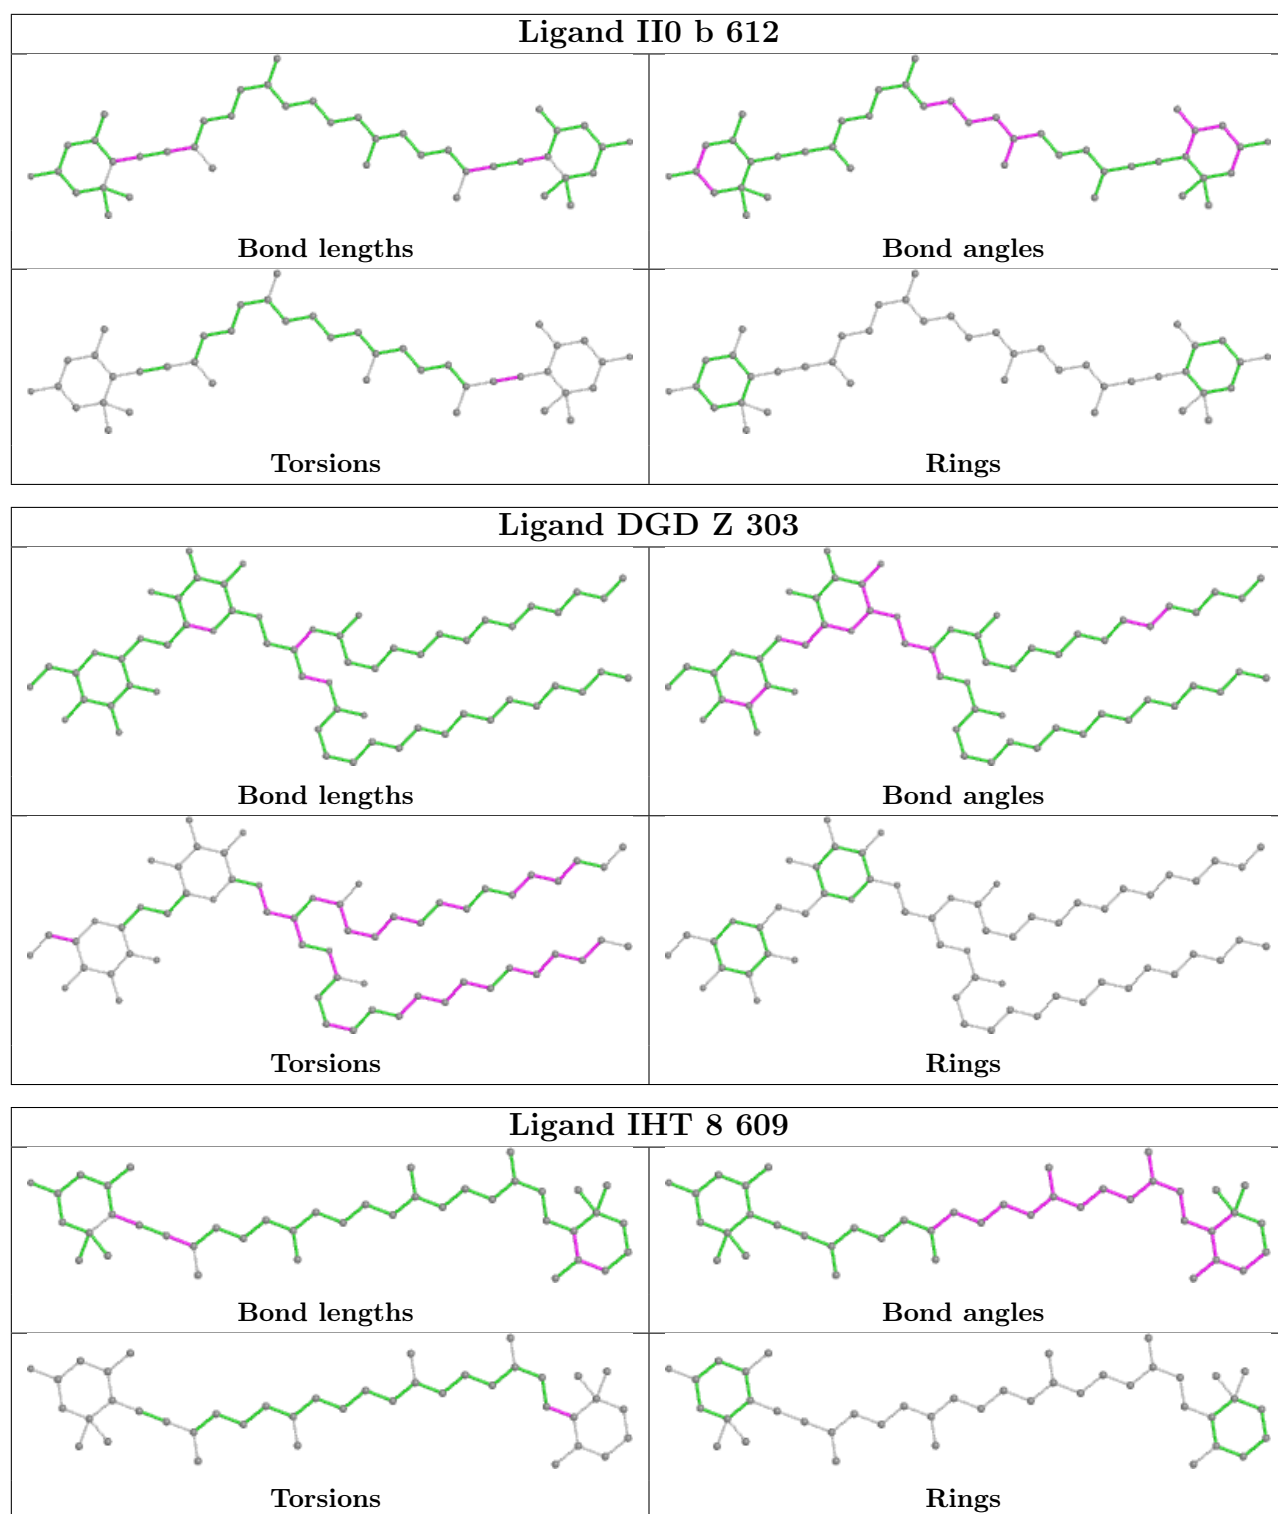 Ligand II0 b 612
Bond lengths
Bond angles
Torsions
Rings
Ligand DGD Z 303
Bond lengths
Bond angles
Torsions
Rings
Ligand IHT 8 609
Bond lengths
Bond angles
Torsions
Rings